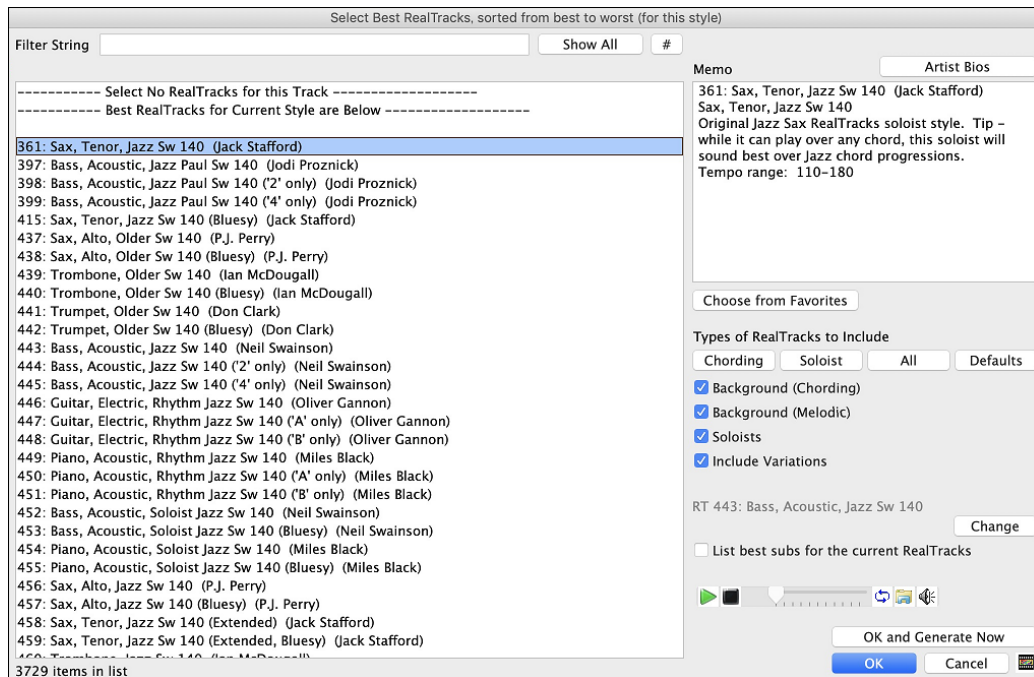 Select Best RealTracks, sorted from best to worst (for this style)
Filter String
Show All
#
----------- Select No RealTracks for this Track -------------------
----------- Best RealTracks for Current Style are Below -------------------
361: Sax, Tenor, Jazz Sw 140 (Jack Stafford)
397: Bass, Acoustic, Jazz Paul Sw 140 (Jodi Proznick)
398: Bass, Acoustic, Jazz Paul Sw 140 ('2' only) (Jodi Proznick)
399: Bass, Acoustic, Jazz Paul Sw 140 ('4' only) (Jodi Proznick)
415: Sax, Tenor, Jazz Sw 140 (Bluesy) (Jack Stafford)
437: Sax, Alto, Older Sw 140 (P.J. Perry)
438: Sax, Alto, Older Sw 140 (Bluesy) (P.J. Perry)
439: Trombone, Older Sw 140 (Ian McDougall)
440: Trombone, Older Sw 140 (Bluesy) (Ian McDougall)
441: Trumpet, Older Sw 140 (Don Clark)
442: Trumpet, Older Sw 140 (Bluesy) (Don Clark)
443: Bass, Acoustic, Jazz Sw 140 (Neil Swainson)
444: Bass, Acoustic, Jazz Sw 140 ('2' only) (Neil Swainson)
445: Bass, Acoustic, Jazz Sw 140 ('4' only) (Neil Swainson)
446: Guitar, Electric, Rhythm Jazz Sw 140 (Oliver Gannon)
447: Guitar, Electric, Rhythm Jazz Sw 140 ('A' only) (Oliver Gannon)
448: Guitar, Electric, Rhythm Jazz Sw 140 ('B' only) (Oliver Gannon)
449: Piano, Acoustic, Rhythm Jazz Sw 140 (Miles Black)
450: Piano, Acoustic, Rhythm Jazz Sw 140 ('A' only) (Miles Black)
451: Piano, Acoustic, Rhythm Jazz Sw 140 ('B' only) (Miles Black)
452: Bass, Acoustic, Soloist Jazz Sw 140 (Neil Swainson)
453: Bass, Acoustic, Soloist Jazz Sw 140 (Bluesy) (Neil Swainson)
454: Piano, Acoustic, Soloist Jazz Sw 140 (Miles Black)
455: Piano, Acoustic, Soloist Jazz Sw 140 (Bluesy) (Miles Black)
456: Sax, Alto, Jazz Sw 140 (P.J. Perry)
457: Sax, Alto, Jazz Sw 140 (Bluesy) (P.J. Perry)
458: Sax, Tenor, Jazz Sw 140 (Extended) (Jack Stafford)
459: Sax, Tenor, Jazz Sw 140 (Extended, Bluesy) (Jack Stafford)
460: Trombone, Jazz Sw 140 (Ian McDougall)
3729 items in list
Memo
Artist Bios
361: Sax, Tenor, Jazz Sw 140 (Jack Stafford)
Sax, Tenor, Jazz Sw 140
Original Jazz Sax RealTracks soloist style. Tip –
while it can play over any chord, this soloist will
sound best over Jazz chord progressions.
Tempo range: 110-180
Choose from Favorites
Types of RealTracks to Include
Chording
Soloist
All
Defaults
Background (Chording)
Background (Melodic)
Soloists
Include Variations
RT 443: Bass, Acoustic, Jazz Sw 140
Change
List best subs for the current RealTracks
OK and Generate Now
OK
Cancel